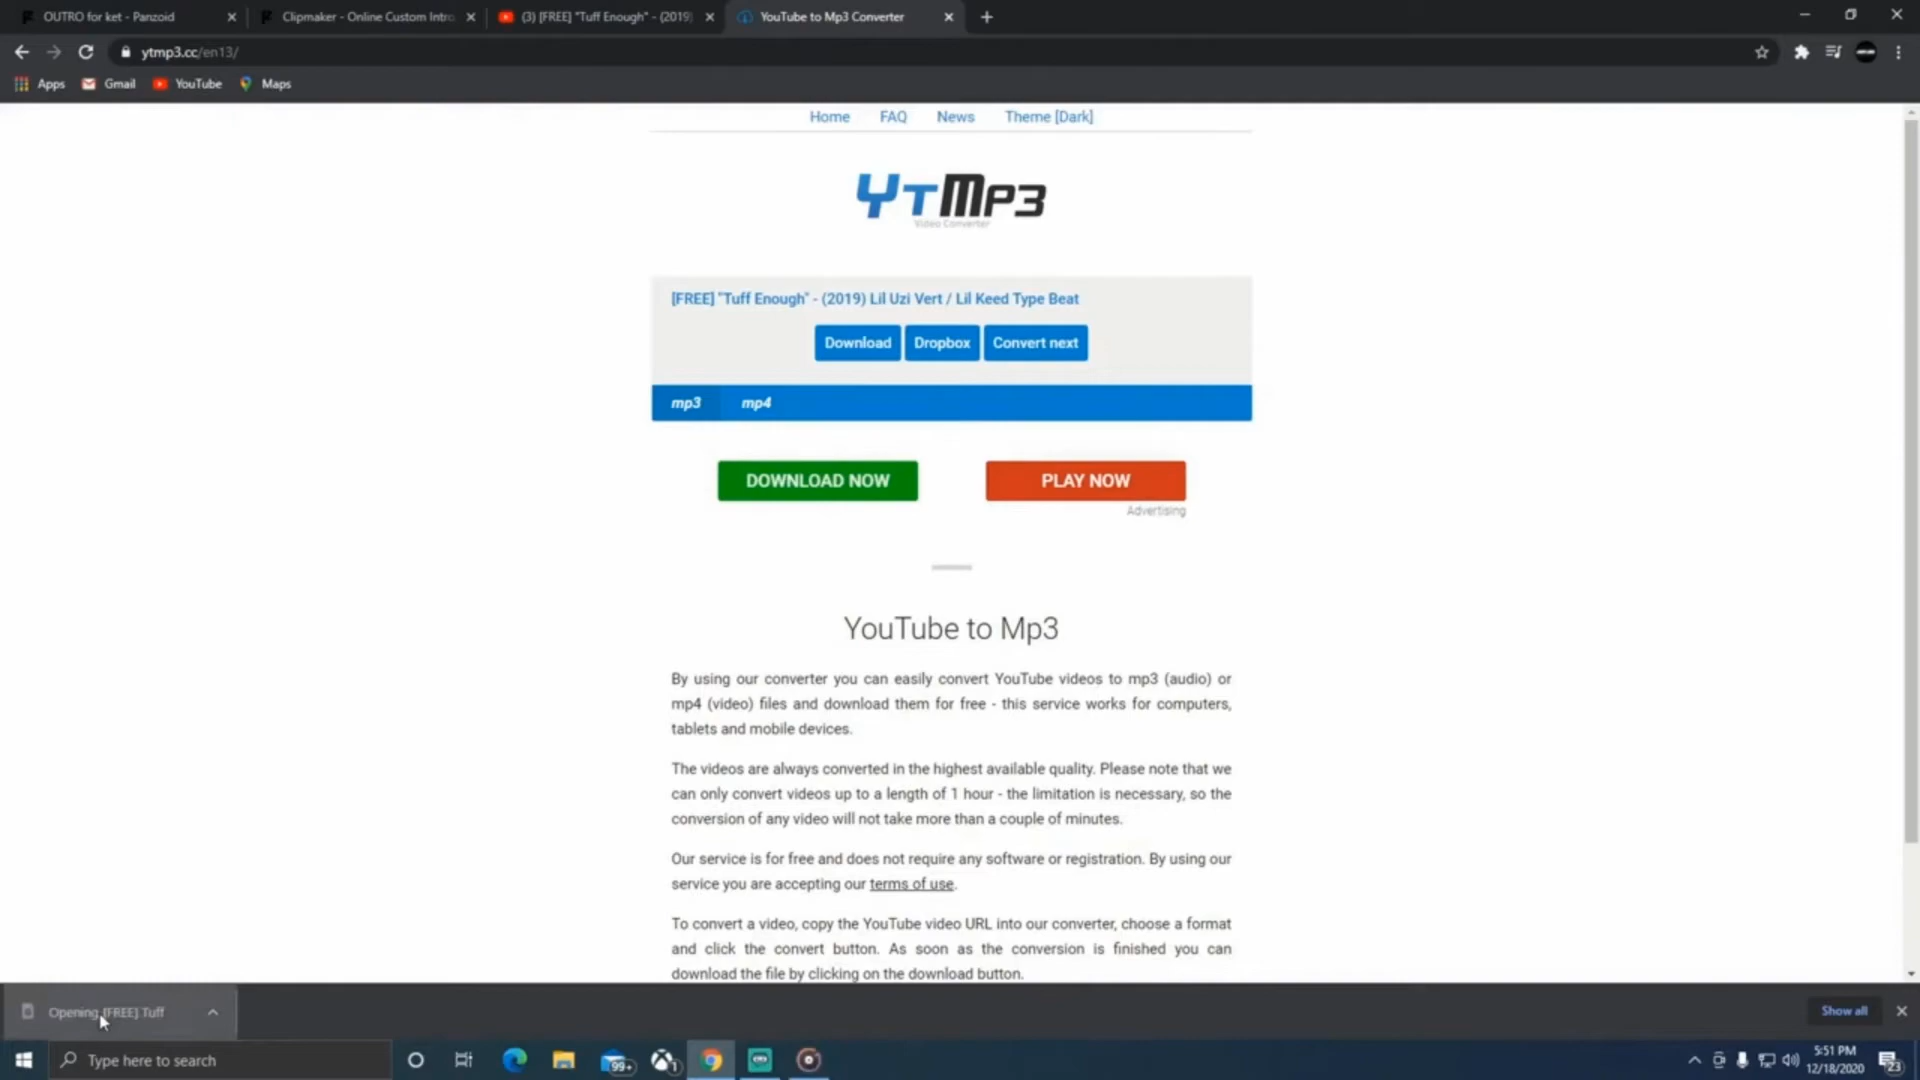 OUTRO for ket - Panzoid
Clipmaker - Online Custom Intro
(3) [FREE] "Tuff Enough" - (2019)
YouTube to Mp3 Converter
ytmp3.cc/en13/
Apps
Gmail
YouTube
Maps
Home
FAQ
News
Theme [Dark]
YTMP3
Video Converter
[FREE] "Tuff Enough" - (2019) Lil Uzi Vert / Lil Keed Type Beat
Download
Dropbox
Convert next
mp3
mp4
DOWNLOAD NOW
PLAY NOW
Advertising
YouTube to Mp3
By using our converter you can easily convert YouTube videos to mp3 (audio) or
mp4 (video) files and download them for free - this service works for computers,
tablets and mobile devices.
The videos are always converted in the highest available quality. Please note that we
can only convert videos up to a length of 1 hour - the limitation is necessary, so the
conversion of any video will not take more than a couple of minutes.
Our service is for free and does not require any software or registration. By using our
service you are accepting our terms of use.
To convert a video, copy the YouTube video URL into our converter, choose a format
and click the convert button. As soon as the conversion is finished you can
download the file by clicking on the download button.
Opening [FREE] Tuff
Show all
Type here to search
99+
1
5:51 PM
12/18/2020
23